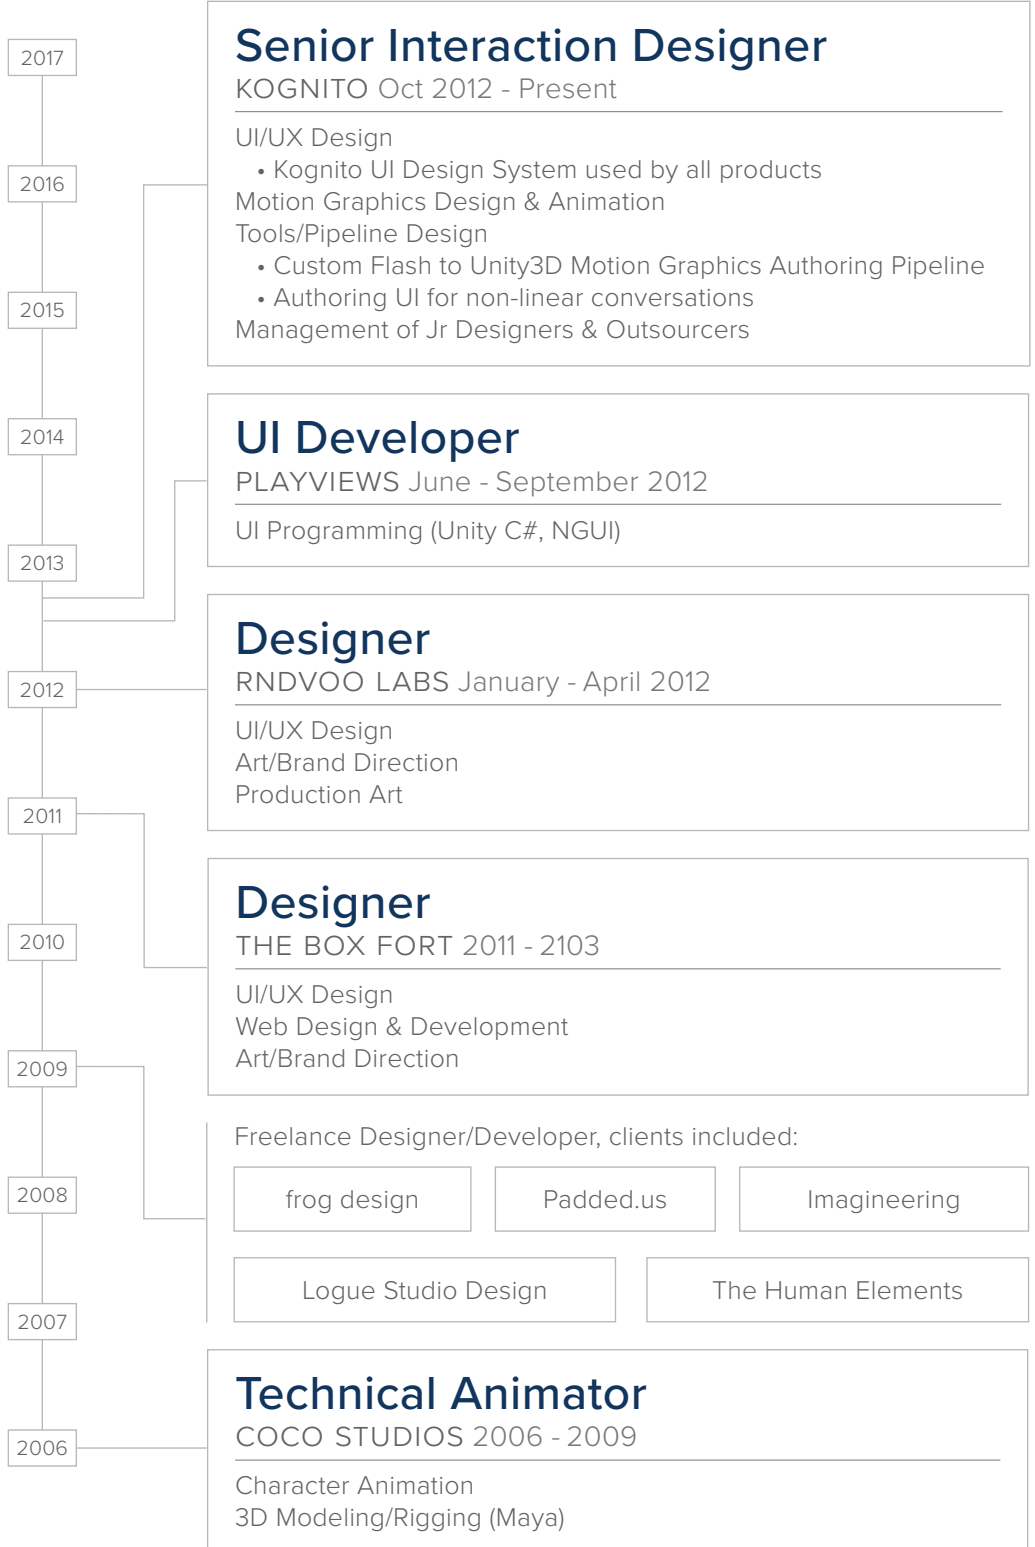 2017
2016
2015
2014
2013
2012
2011
2010
2009
2008
2007
2006
Senior Interaction Designer
KOGNITO Oct 2012 - Present
UI/UX Design
• Kognito UI Design System used by all products
Motion Graphics Design & Animation
Tools/Pipeline Design
• Custom Flash to Unity3D Motion Graphics Authoring Pipeline
• Authoring UI for non-linear conversations
Management of Jr Designers & Outsourcers
UI Developer
PLAYVIEWS June - September 2012
UI Programming (Unity C#, NGUI)
Designer
RNDVOO LABS January - April 2012
UI/UX Design
Art/Brand Direction
Production Art
Designer
THE BOX FORT 2011 - 2103
UI/UX Design
Web Design & Development
Art/Brand Direction
Freelance Designer/Developer, clients included:
frog design
Padded.us
Imagineering
Logue Studio Design
The Human Elements
Technical Animator
COCO STUDIOS 2006 - 2009
Character Animation
3D Modeling/Rigging (Maya)